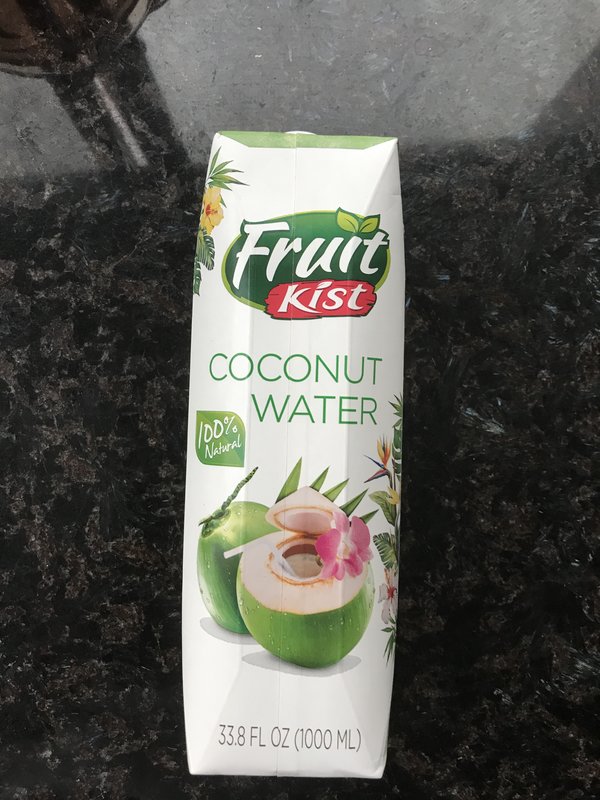 Fruit
Kist
COCONUT
WATER
100%
Natural
33.8 FL OZ (1000 ML)